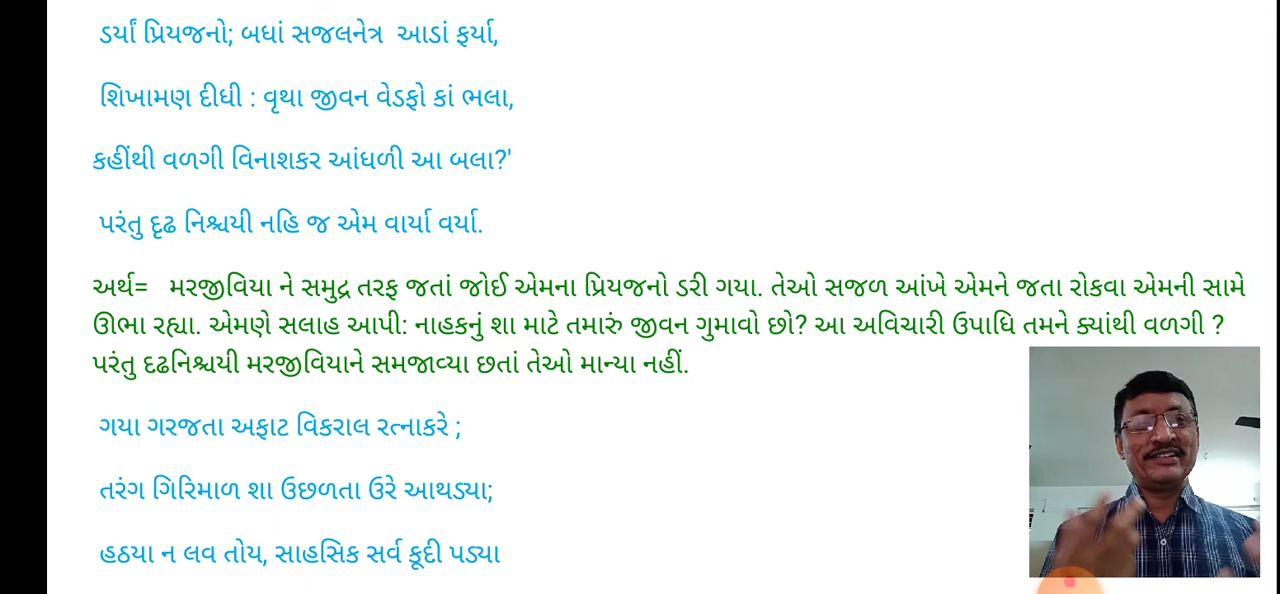 ડર્યાં પ્રિયજનો; બધાં સજલનેત્ર આડાં ફર્યા,
શિખામણ દીધી : વૃથા જીવન વેડફો કાં ભલા,
કહીંથી વળગી વિનાશકર આંધળી આ બલા?'
પરંતુ દૃઢ નિશ્ચયી નહિ જ એમ વાર્યા વર્યા.
અર્થ= મરજીવિયા ને સમુદ્ર તરફ જતાં જોઈ એમના પ્રિયજનો ડરી ગયા. તેઓ સજળ આંખે એમને જતા રોકવા એમની સામે
ઊભા રહ્યા. એમણે સલાહ આપી: નાહકનું શા માટે તમારું જીવન ગુમાવો છો? આ અવિચારી ઉપાધિ તમને ક્યાંથી વળગી ?
પરંતુ દઢનિશ્ચયી મરજીવિયાને સમજાવ્યા છતાં તેઓ માન્યા નહીં.
ગયા ગરજતા અફાટ વિકરાલ રત્નાકરે ;
તરંગ ગિરિમાળ શા ઉછળતા ઉરે આથડ્યા;
હઠયા ન લવ તોય, સાહસિક સર્વ કૂદી પડ્યા